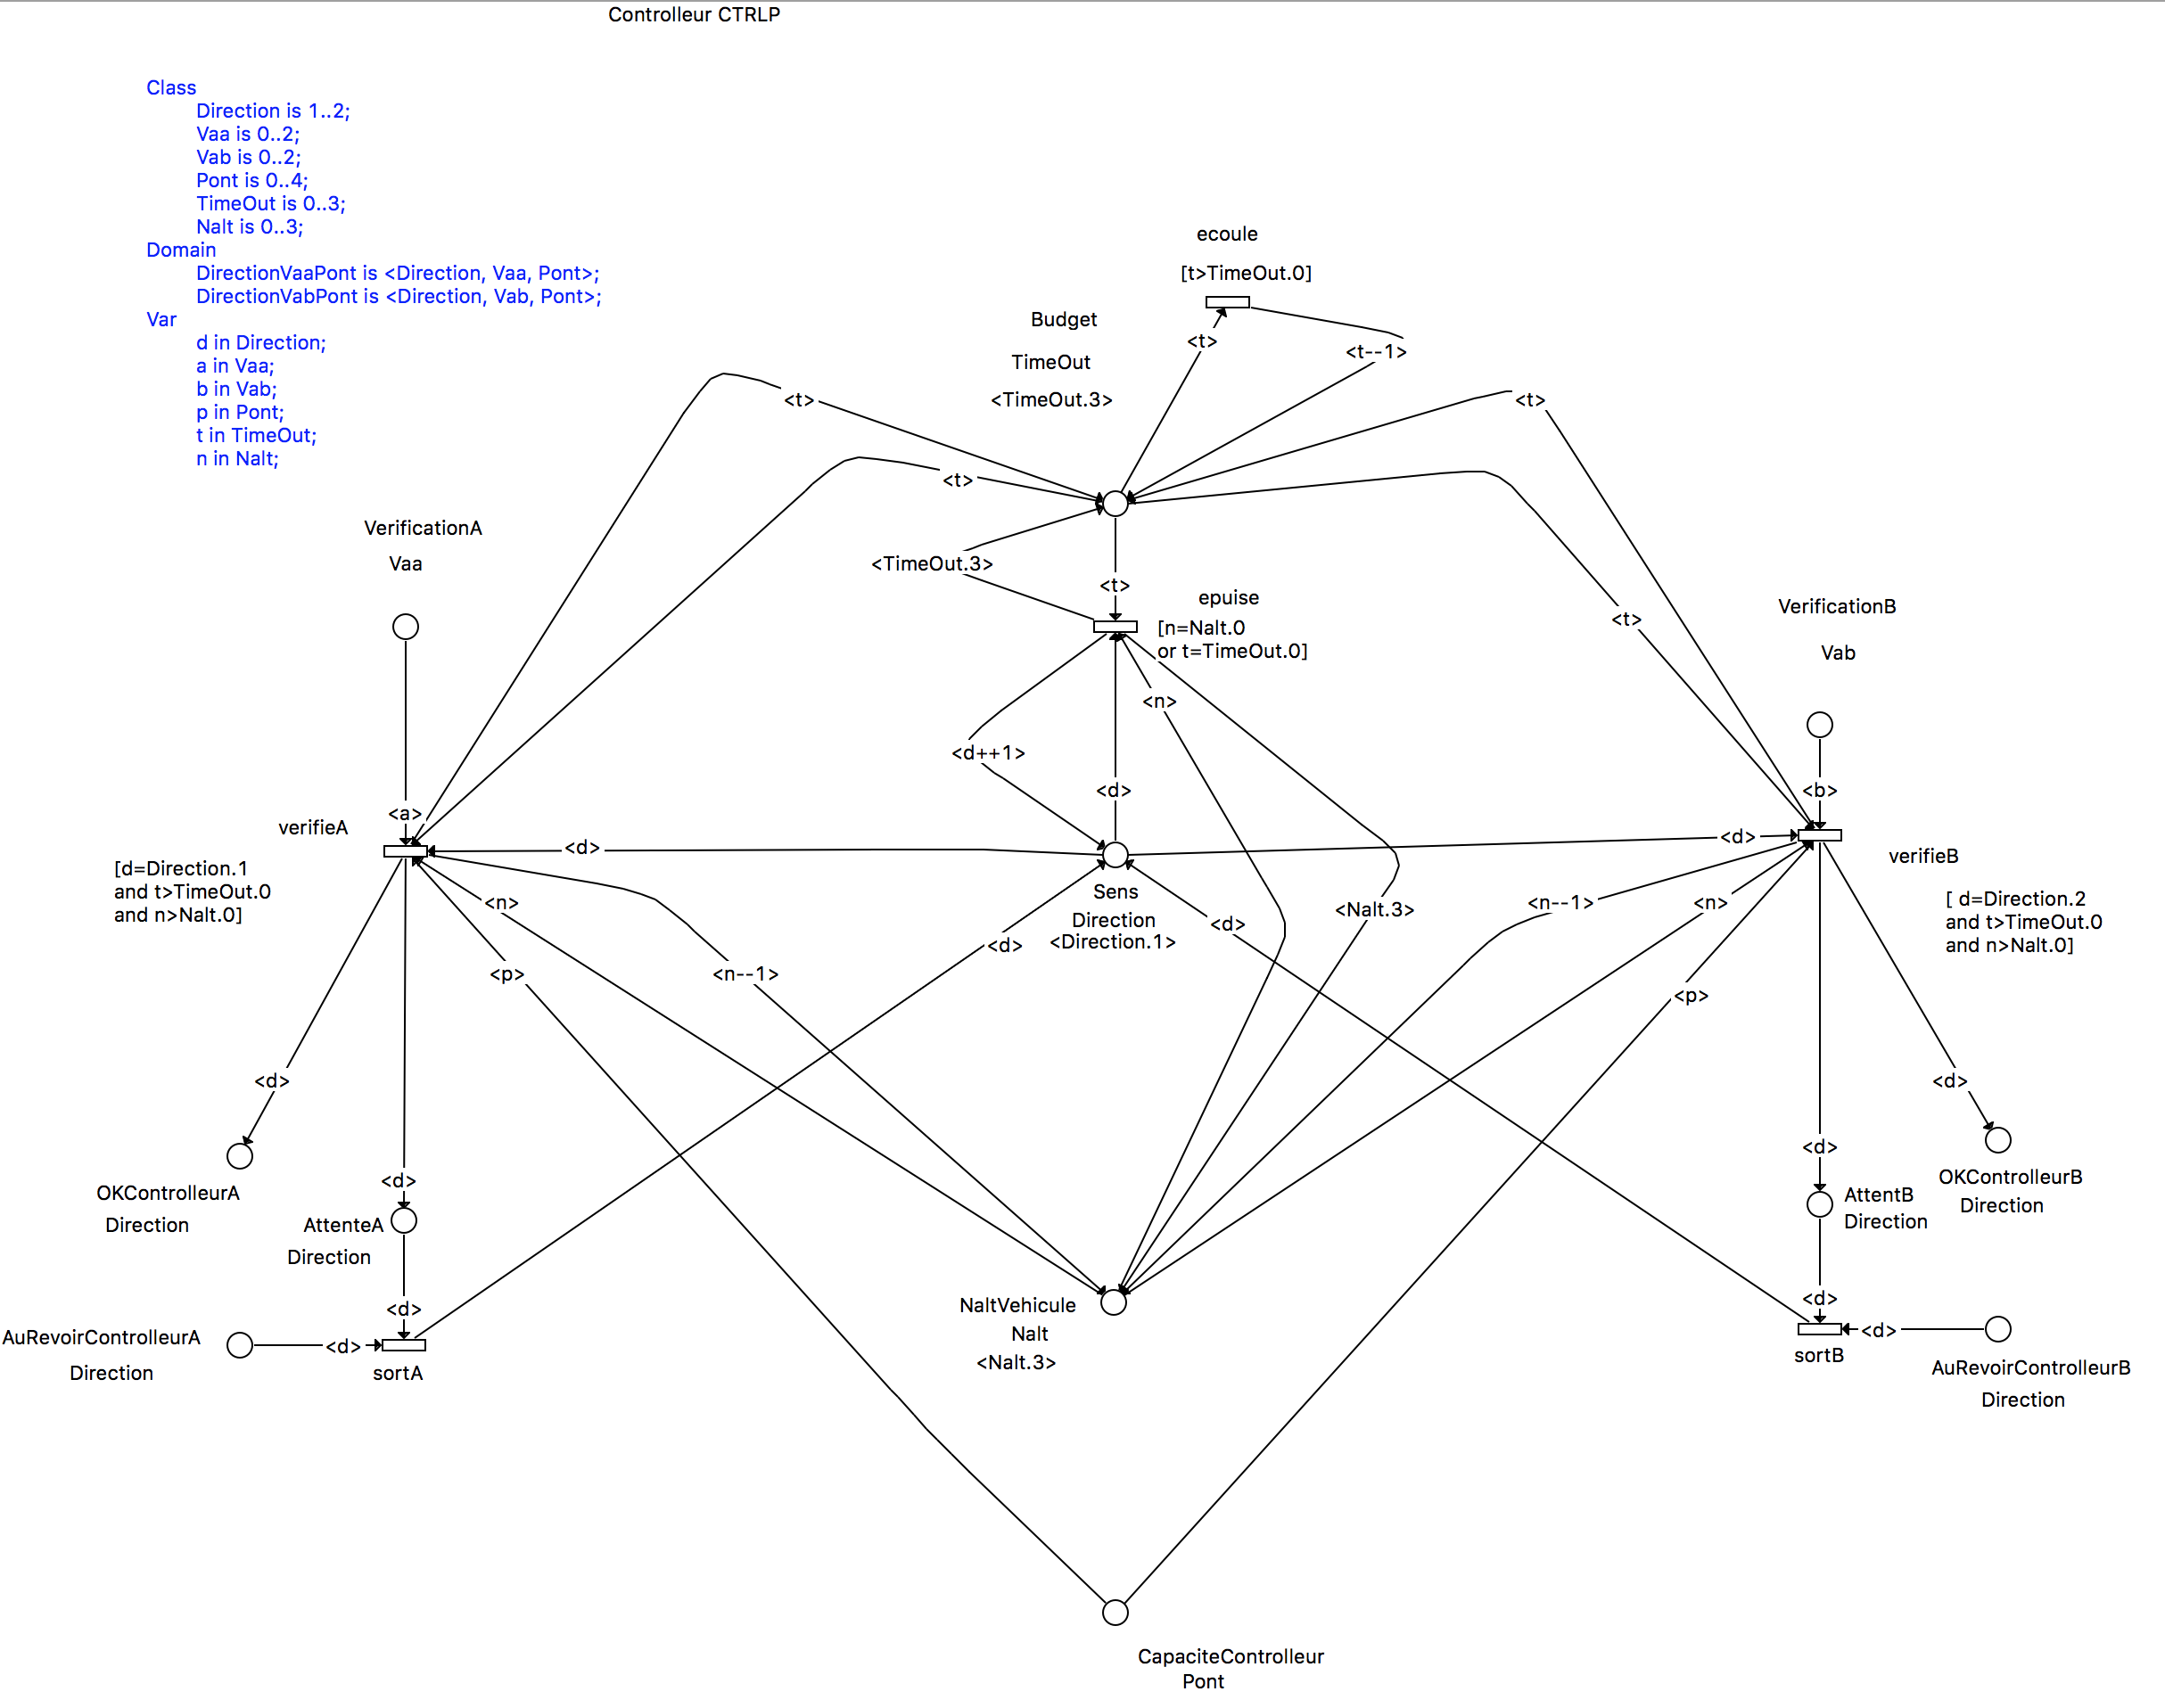 Controlleur CTRLP
Class
Direction is 1..2;
Vaa is 0..2;
Vab is 0..2;
Pont is 0..4;
TimeOut is 0..3;
Nalt is 0..3;
Domain
DirectionVaaPont is <Direction, Vaa, Pont>;
DirectionVabPont is <Direction, Vab, Pont>;
Var
d in Direction;
a in Vaa;
b in Vab;
p in Pont;
t in TimeOut;
n in Nalt;
ecoule
[t>TimeOut.0]
Budget
TimeOut
<TimeOut.3>
<t>
<t--1>
<t>
<t>
<t>
<t>
<TimeOut.3>
<t>
epuise
[n=Nalt.0
or t=TimeOut.0]
VerificationA
Vaa
VerificationB
Vab
<n>
<d++1>
<d>
<a>
<b>
verifieA
[d=Direction.1
and t>TimeOut.0
and n>Nalt.0]
<d>
<d>
verifieB
[ d=Direction.2
and t>TimeOut.0
and n>Nalt.0]
Sens
Direction
<Direction.1>
<n>
<n--1>
<p>
<d>
<d>
<Nalt.3>
<n--1>
<n>
<p>
<d>
<d>
OKControlleurA
Direction
<d>
AttenteA
Direction
<d>
AuRevoirControlleurA
Direction
<d>
sortA
NaltVehicule
Nalt
<Nalt.3>
<d>
OKControlleurB
Direction
AttentB
Direction
<d>
<d>
sortB
AuRevoirControlleurB
Direction
CapaciteControlleur
Pont